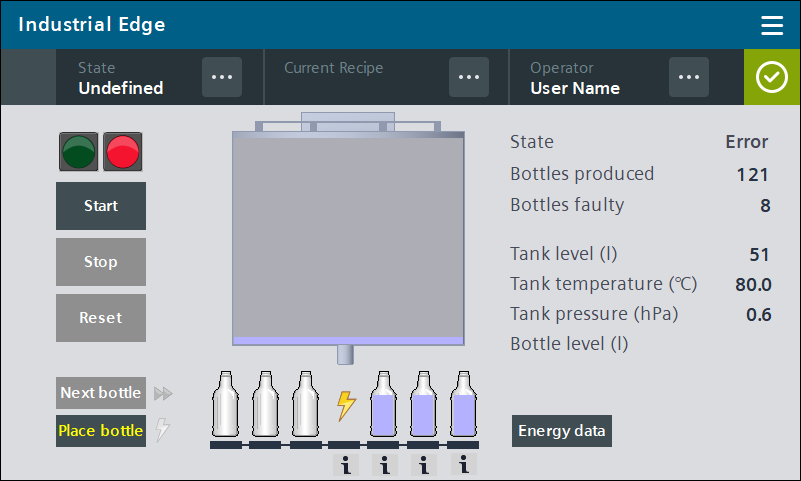 Industrial Edge
State
Undefined
Current Recipe
Operator
User Name
Start
Stop
Reset
Next bottle
Place bottle
State Error
Bottles produced 121
Bottles faulty 8
Tank level (l) 51
Tank temperature (°C) 80.0
Tank pressure (hPa) 0.6
Bottle level (l)
Energy data
i i i i